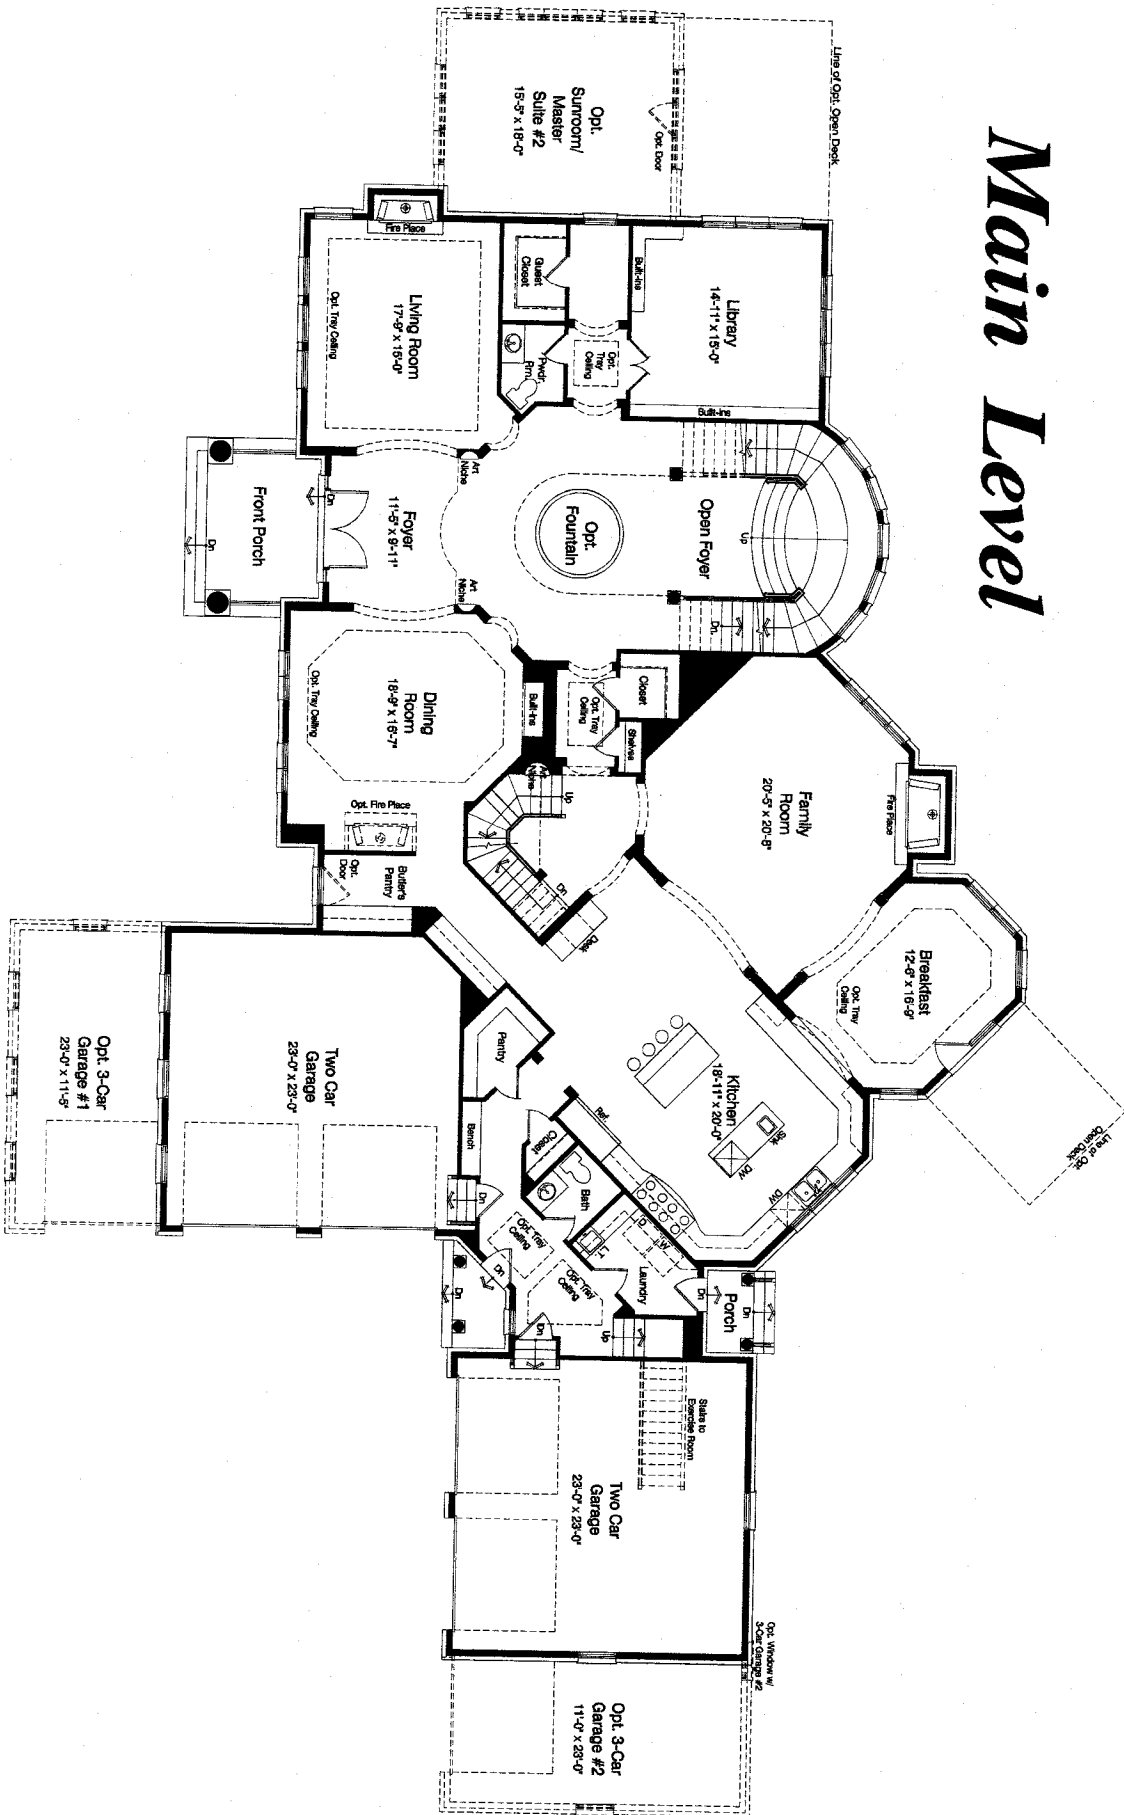 Main Level
Line of Opt. Open Deck
Opt.
Sunroom/
Master
Suite #2
15'-5" x 18'-0"
Opt. Door
Library
14'-11" x 15'-0"
Built-Ins
Built-Ins
Guest
Closet
Opt.
Tray
Ceiling
Pwdr.
Rm.
Fire Place
Living Room
17'-9" x 15'-0"
Opt. Tray Ceiling
Up
Open Foyer
Opt.
Fountain
Dn.
Art
Niche
Art
Niche
Foyer
11'-5" x 9'-11"
Dn
Front Porch
Dn
Closet
Opt. Tray
Ceiling
Shelves
Built-Ins
Dining
Room
18'-9" x 16'-7"
Opt. Tray Ceiling
Art
Niche
Up
Dn
Desk
Opt. Fire Place
Butler's
Pantry
Opt.
Door
Family
Room
20'-5" x 20'-8"
Fire Place
Breakfast
12'-6" x 16'-9"
Opt. Tray
Ceiling
Line of Opt.
Open Deck
Kitchen
18'-11" x 20'-0"
Sink
DW
DW
Ref.
Pantry
Bench
Closet
Bath
Dn
Opt. Tray
Ceiling
Opt. Tray
Ceiling
D
W
L.T.
Laundry
Dn
Porch
Dn
Dn
Dn
Dn
Up
Two Car
Garage
23'-0" x 23'-0"
Opt. 3-Car
Garage #1
23'-0" x 11'-5"
Stairs to
Exercise Room
Two Car
Garage
23'-0" x 23'-0"
Opt. Window w/
3-Car Garage #2
Opt. 3-Car
Garage #2
11'-0" x 23'-0"